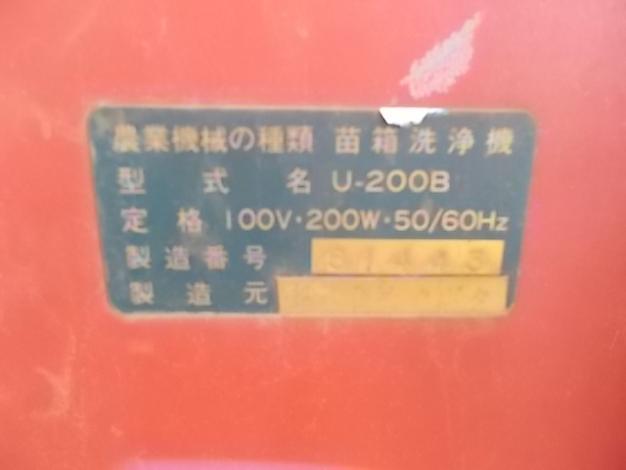 農業機械の種類 苗箱洗浄機
型式名 U-200B
定格 100V・200W・50/60Hz
製造番号
製造元